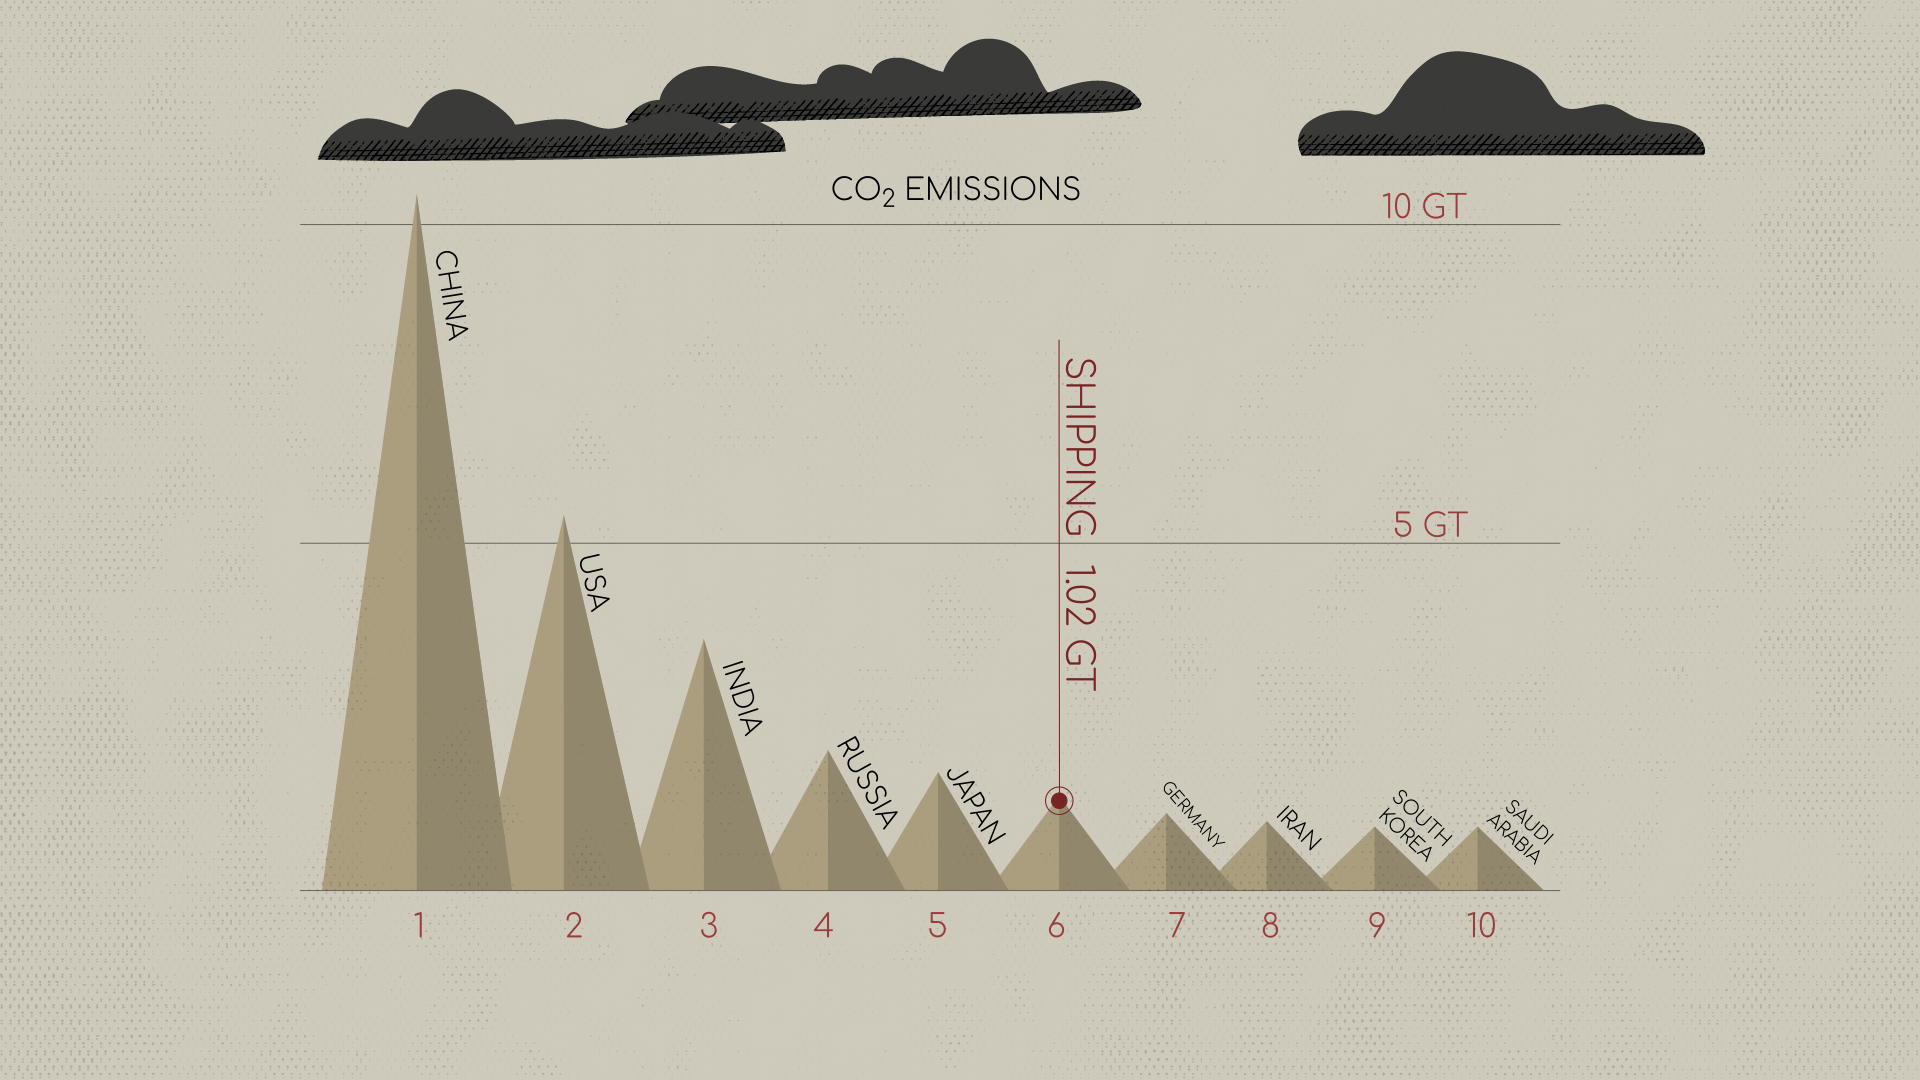 CO₂ EMISSIONS
10 GT
CHINA
SHIPPING 1.02 GT
5 GT
USA
INDIA
RUSSIA
JAPAN
GERMANY
IRAN
SOUTH
KOREA
SAUDI
ARABIA
1 2 3 4 5 6 7 8 9 10